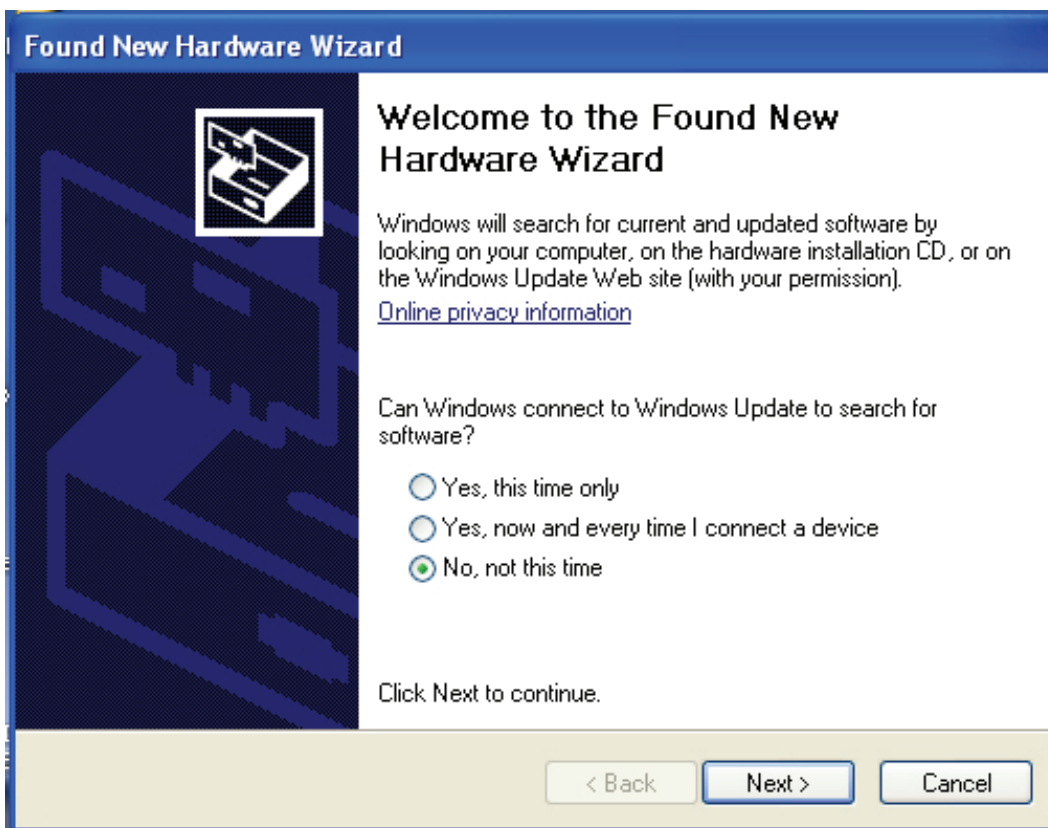 Found New Hardware Wizard
Welcome to the Found New
Hardware Wizard
Windows will search for current and updated software by
looking on your computer, on the hardware installation CD, or on
the Windows Update Web site (with your permission).
Online privacy information
Can Windows connect to Windows Update to search for
software?
Yes, this time only
Yes, now and every time I connect a device
No, not this time
Click Next to continue.
< Back
Next >
Cancel